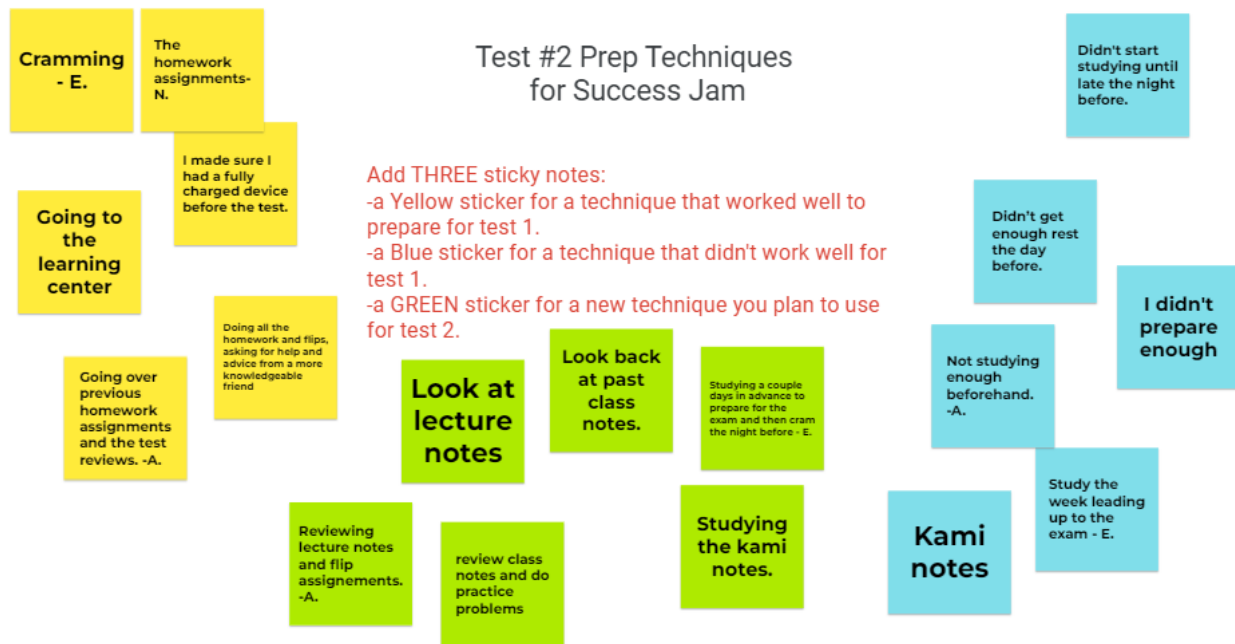 Test #2 Prep Techniques
for Success Jam
Cramming
- E.
The
homework
assignments-
N.
I made sure I
had a fully
charged device
before the test.
Going to
the
learning
center
Doing all the
homework and flips,
asking for help and
advice from a more
knowledgeable
friend
Going over
previous
homework
assignments
and the test
reviews. -A.
Add THREE sticky notes:
-a Yellow sticker for a technique that worked well to
prepare for test 1.
-a Blue sticker for a technique that didn't work well for
test 1.
-a GREEN sticker for a new technique you plan to use
for test 2.
Look at
lecture
notes
Look back
at past
class
notes.
Studying a couple
days in advance to
prepare for the
exam and then cram
the night before - E.
Reviewing
lecture notes
and flip
assignements.
-A.
review class
notes and do
practice
problems
Studying
the kami
notes.
Didn't start
studying until
late the night
before.
Didn't get
enough rest
the day
before.
I didn't
prepare
enough
Not studying
enough
beforehand.
-A.
Study the
week leading
up to the
exam - E.
Kami
notes